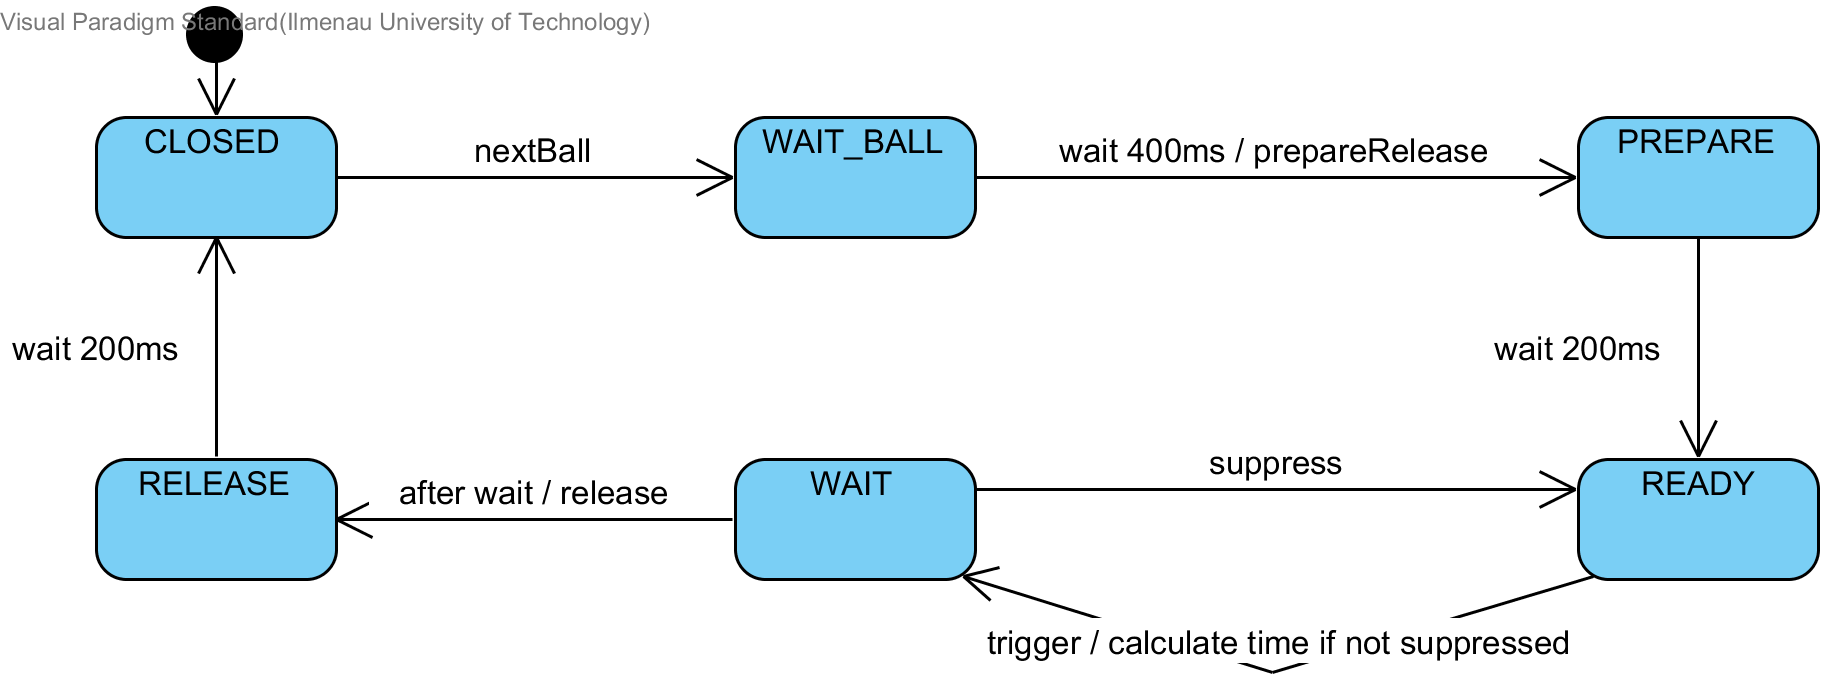 Visual Paradigm Standard(Ilmenau University of Technology)
CLOSED
nextBall
WAIT_BALL
wait 400ms / prepareRelease
PREPARE
wait 200ms
wait 200ms
RELEASE
after wait / release
WAIT
suppress
READY
trigger / calculate time if not suppressed